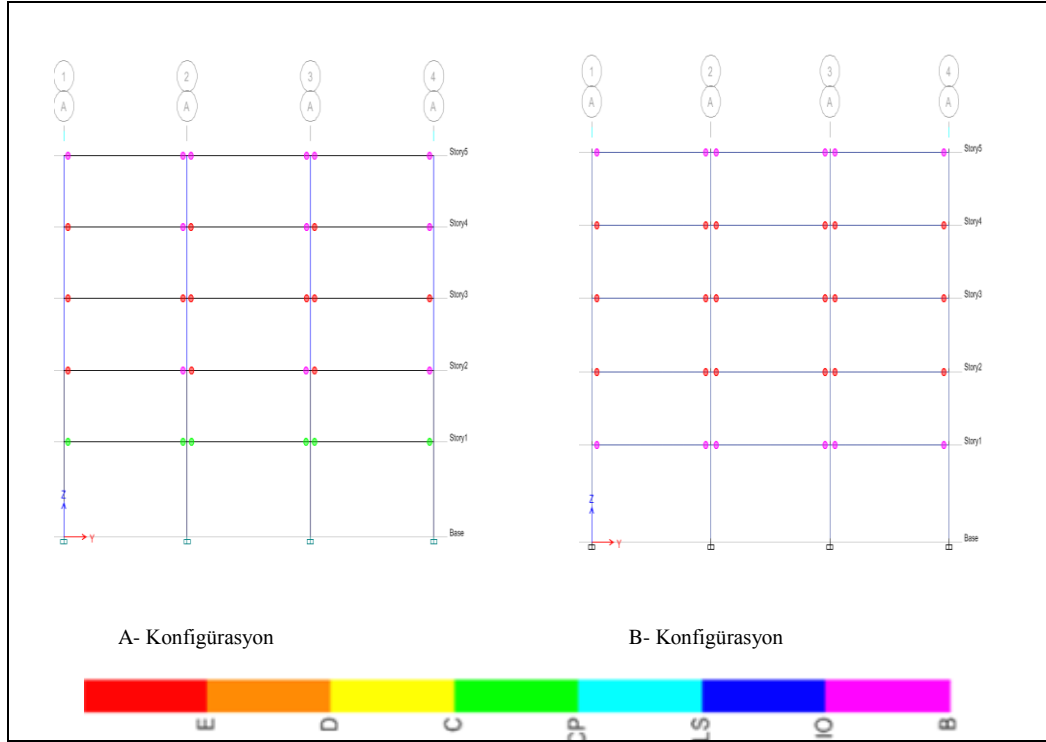 1 2 3 4
A A A A
Story5
Story4
Story3
Story2
Story1
Base
Z
Y
1 2 3 4
A A A A
Story5
Story4
Story3
Story2
Story1
Base
Z
Y
A- Konfigürasyon
B- Konfigürasyon
E D C CP LS IO B